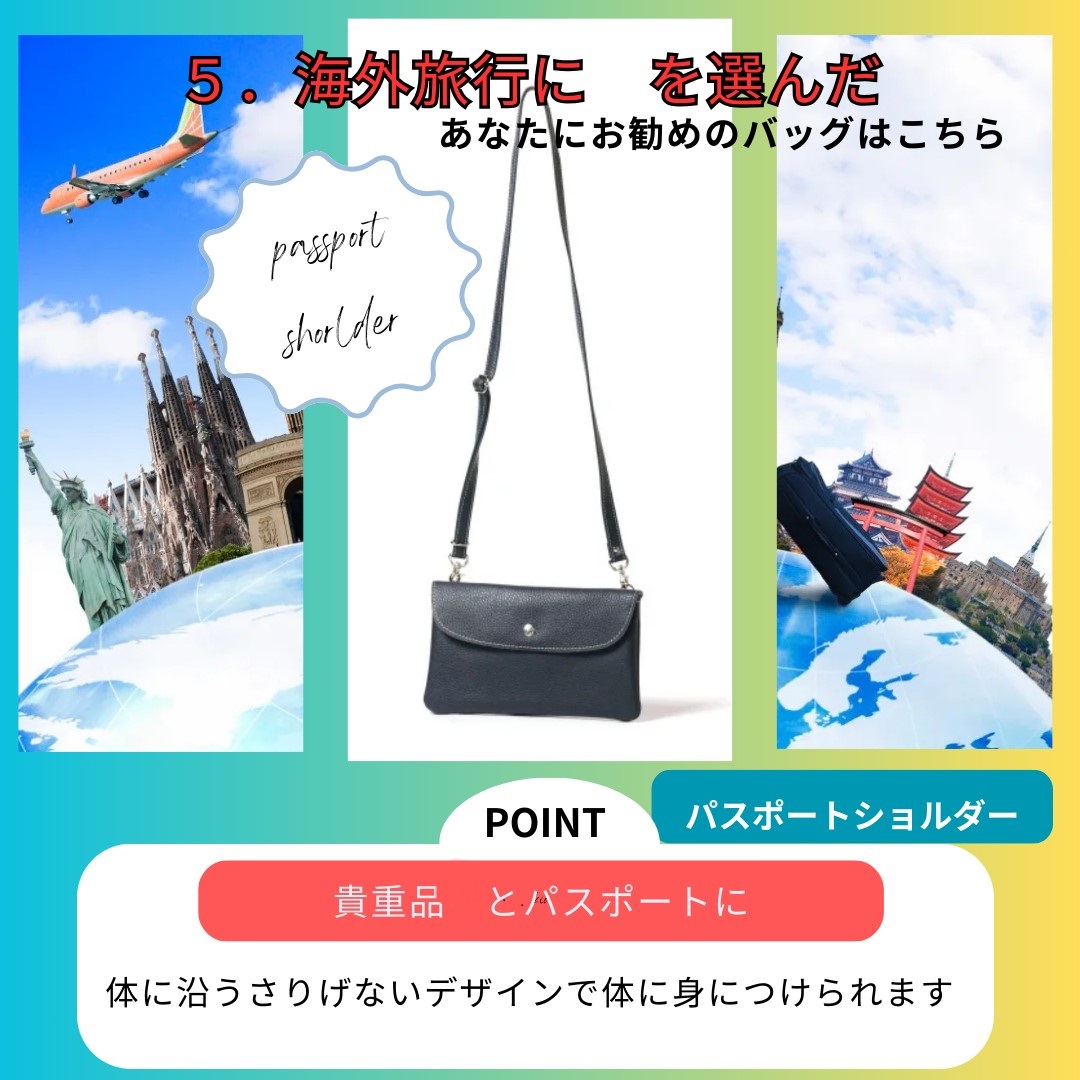 ５．海外旅行に　を選んだ
あなたにお勧めのバッグはこちら
passport
shorlder
POINT
パスポートショルダー
貴重品　とパスポートに
体に沿うさりげないデザインで体に身につけられます